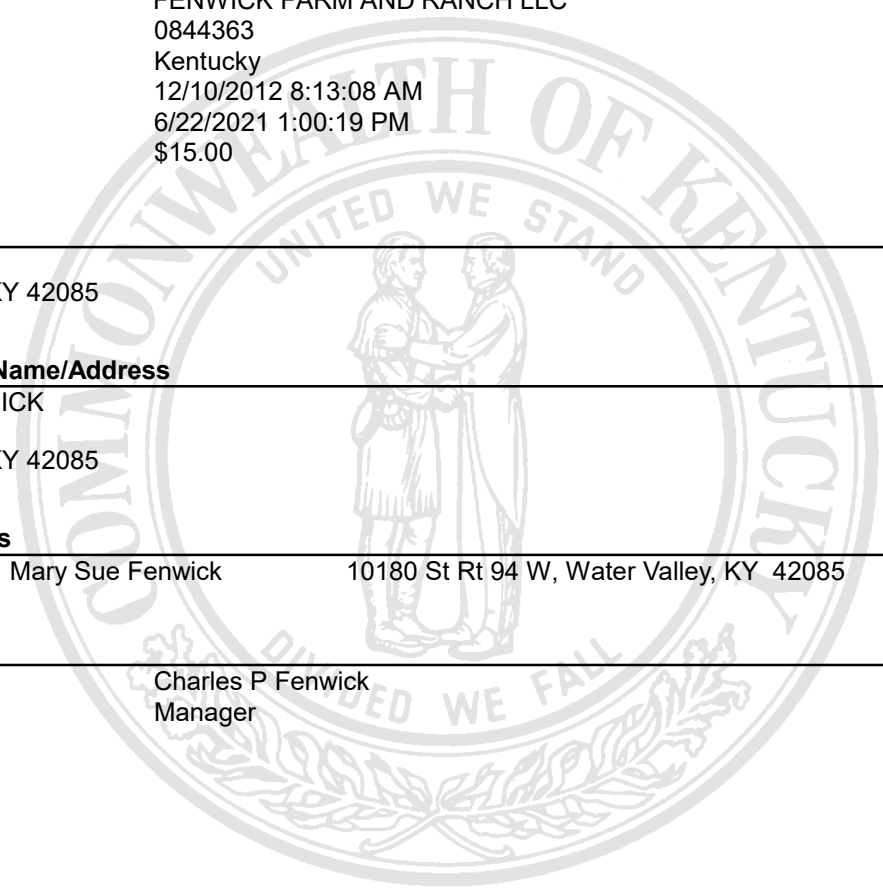 FENWICK FARM AND RANCH LLC
0844363
Kentucky
12/10/2012 8:13:08 AM
6/22/2021 1:00:19 PM
$15.00
COMMONWEALTH OF KENTUCKY
UNITED WE STAND
KY 42085
Name/Address
ICK
KY 42085
s
Mary Sue Fenwick 10180 St Rt 94 W, Water Valley, KY 42085
DIVIDED WE FALL
Charles P Fenwick
Manager